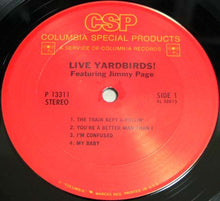 CSP
COLUMBIA SPECIAL PRODUCTS
A SERVICE OF COLUMBIA RECORDS
LIVE YARDBIRDS!
Featuring Jimmy Page
P 13311
STEREO
SIDE 1
1. THE TRAIN KEPT A ROLLIN'
2. YOU'RE A BETTER MAN THAN I
3. I'M CONFUSED
4. MY BABY